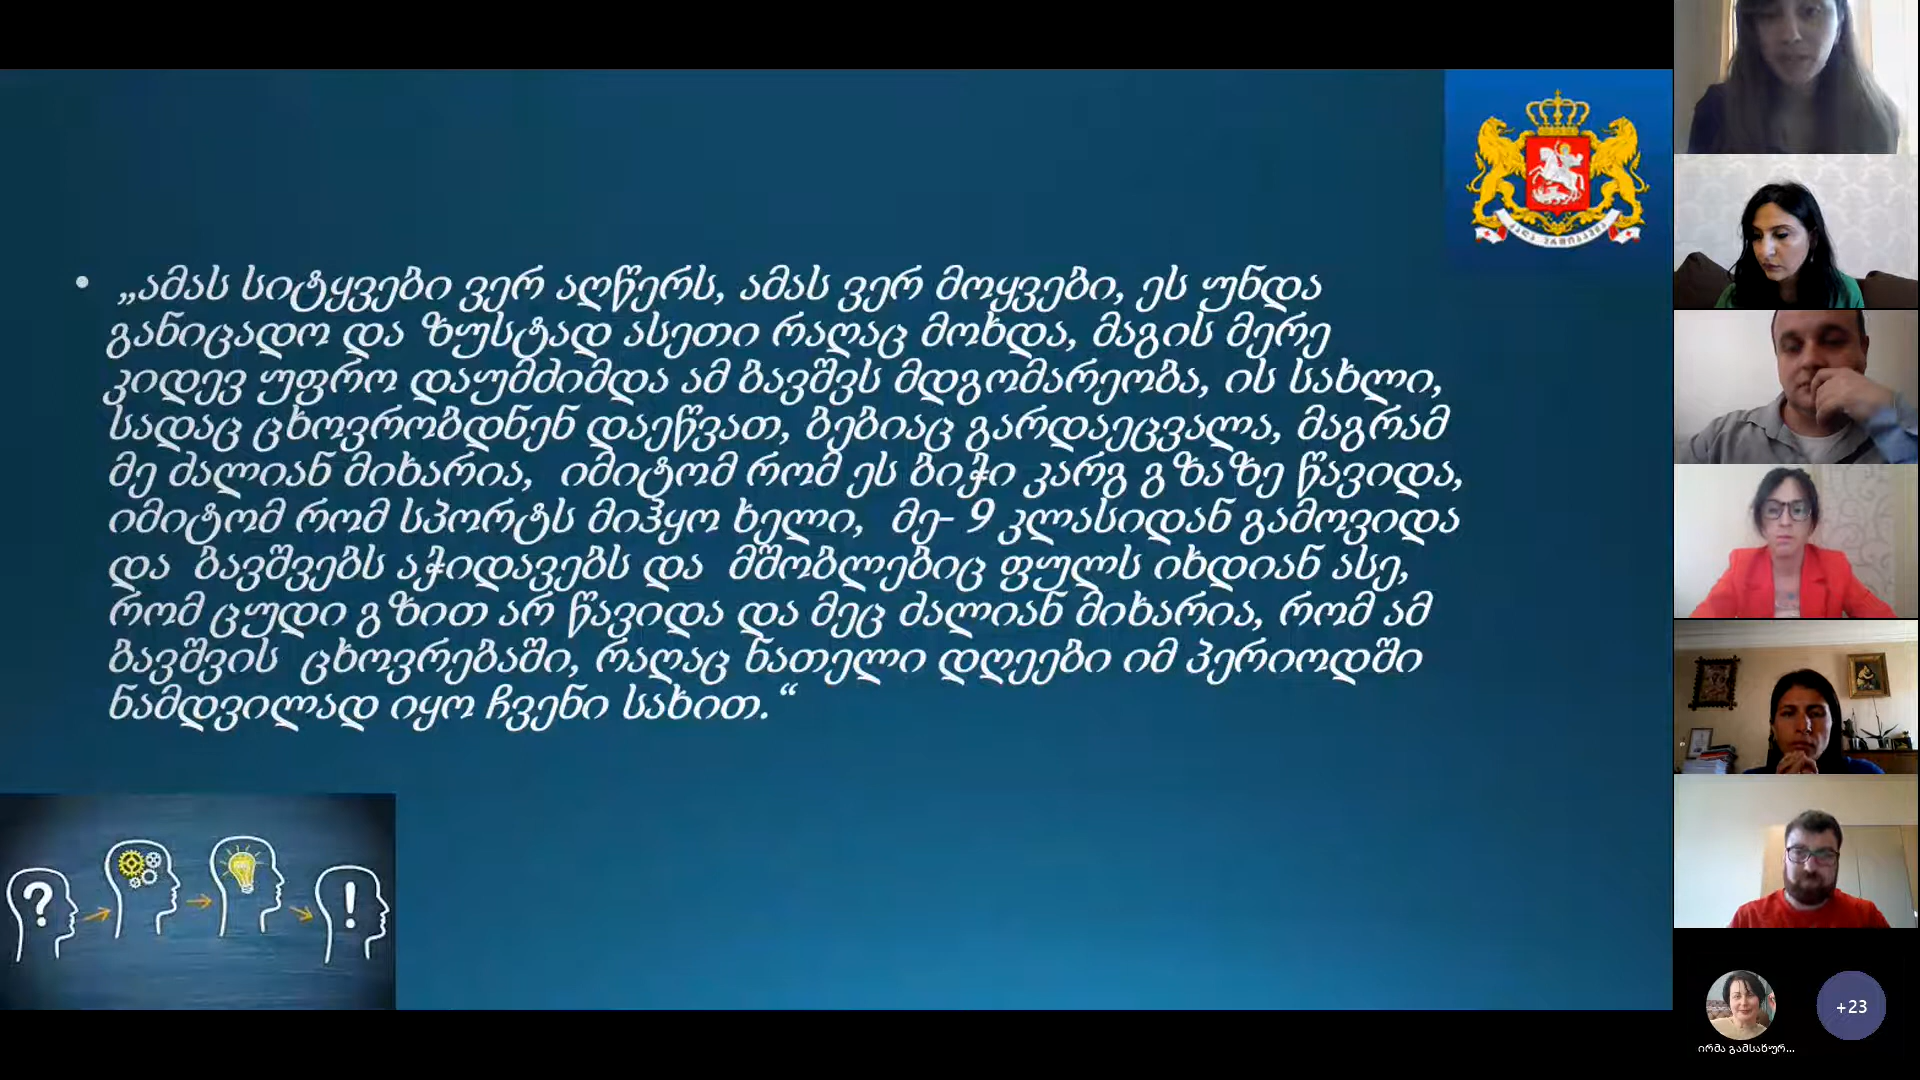 • „ამას სიტყვები ვერ აღწერს, ამას ვერ მოყვები, ეს უნდა
განიცადო და ზუსტად ასეთი რაღაც მოხდა, მაგის მერე
კიდევ უფრო დაუმძიმდა ამ ბავშვს მდგომარეობა, ის სახლი,
სადაც ცხოვრობდნენ დაეწვათ, ბებიაც გარდაეცვალა, მაგრამ
მე ძალიან მიხარია, იმიტომ რომ ეს ბიჭი კარგ გზაზე წავიდა,
იმიტომ რომ სპორტს მიჰყო ხელი, მე- 9 კლასიდან გამოვიდა
და ბავშვებს აჭიდავებს და მშობლებიც ფულს იხდიან ასე,
რომ ცუდი გზით არ წავიდა და მეც ძალიან მიხარია, რომ ამ
ბავშვის ცხოვრებაში, რაღაც ნათელი დღეები იმ პერიოდში
ნამდვილად იყო ჩვენი სახით.“
+23
ირმა გამსახურ...